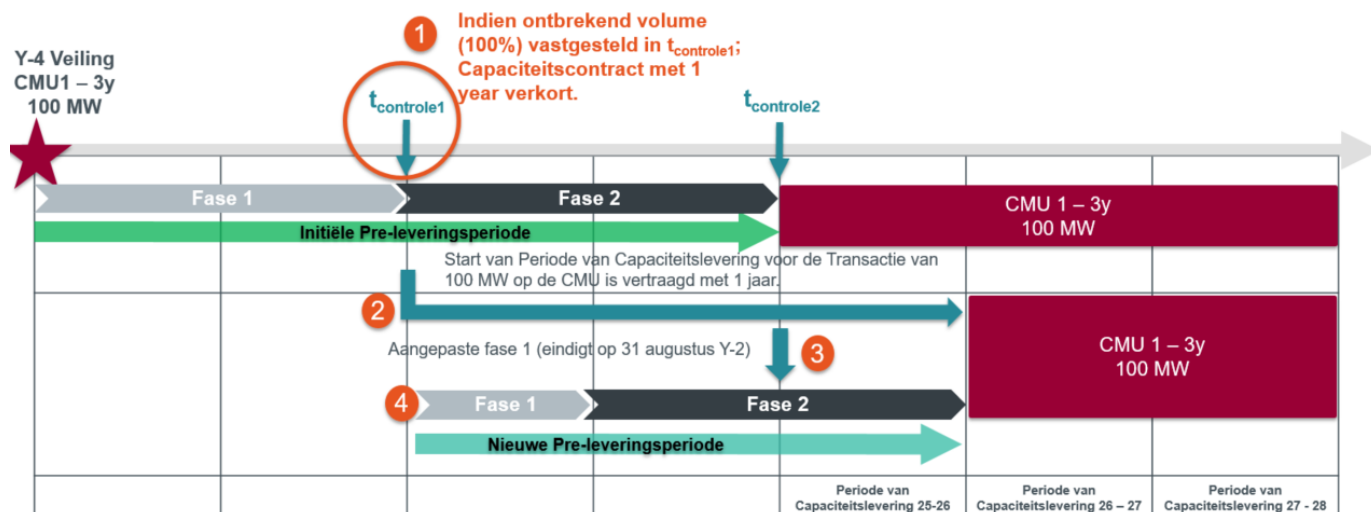 Y-4 Veiling
CMU1 – 3y
100 MW
1
Indien ontbrekend volume
(100%) vastgesteld in tcontrole1;
Capaciteitscontract met 1
year verkort.
tcontrole1
tcontrole2
Fase 1
Fase 2
CMU 1 – 3y
100 MW
Initiële Pre-leveringsperiode
Start van Periode van Capaciteitslevering voor de Transactie van
100 MW op de CMU is vertraagd met 1 jaar.
2
Aangepaste fase 1 (eindigt op 31 augustus Y-2)
3
CMU 1 – 3y
100 MW
4
Fase 1
Fase 2
Nieuwe Pre-leveringsperiode
Periode van
Capaciteitslevering 25-26
Periode van
Capaciteitslevering 26 – 27
Periode van
Capaciteitslevering 27 - 28